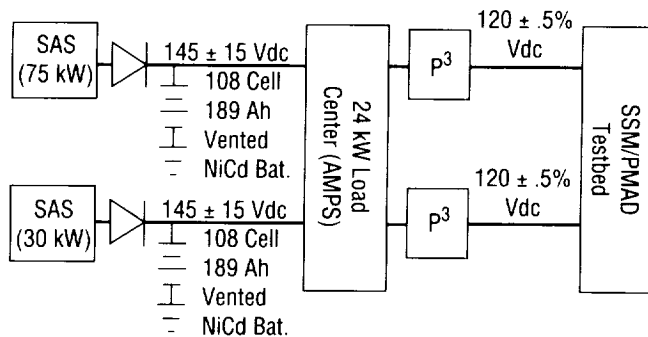 SAS
(75 kW)
145 ± 15 Vdc
108 Cell
189 Ah
Vented
NiCd Bat.
SAS
(30 kW)
145 ± 15 Vdc
108 Cell
189 Ah
Vented
NiCd Bat.
24 kW Load
Center (AMPS)
P³
120 ± .5%
Vdc
P³
120 ± .5%
Vdc
SSM/PMAD
Testbed